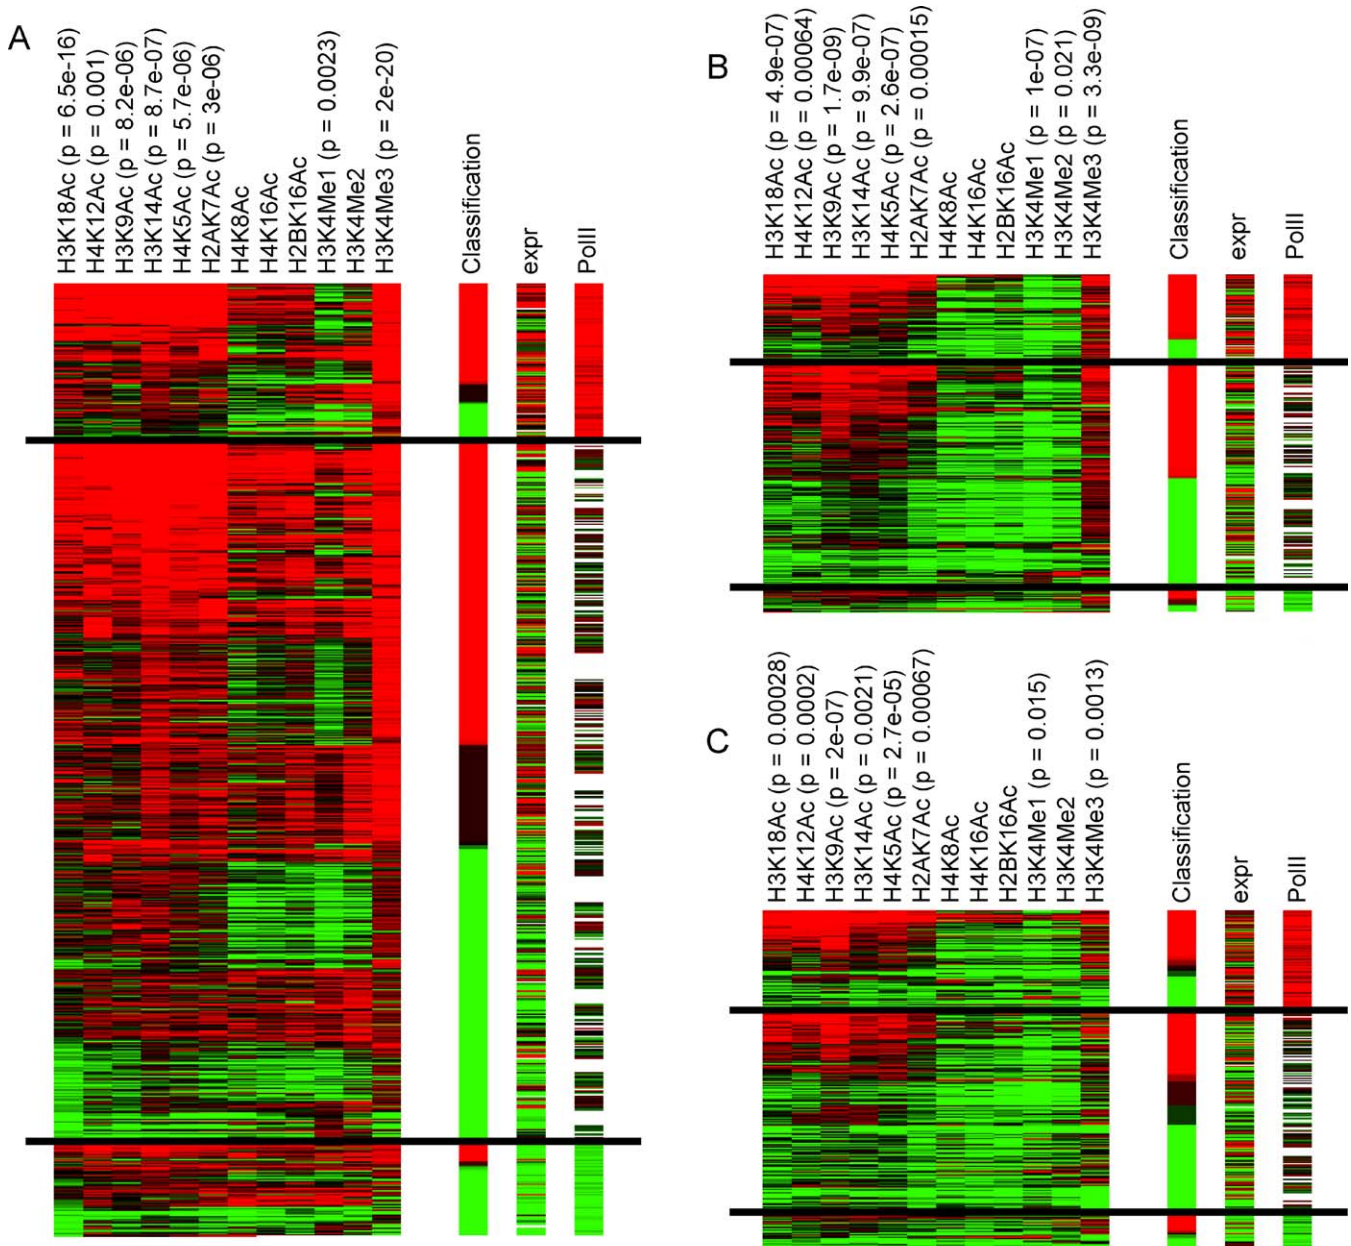 A
H3K18Ac (p = 6.5e-16)
H4K12Ac (p = 0.001)
H3K9Ac (p = 8.2e-06)
H3K14Ac (p = 8.7e-07)
H4K5Ac (p = 5.7e-06)
H2AK7Ac (p = 3e-06)
H4K8Ac
H4K16Ac
H2BK16Ac
H3K4Me1 (p = 0.0023)
H3K4Me2
H3K4Me3 (p = 2e-20)
Classification
expr
PolII
B
H3K18Ac (p = 4.9e-07)
H4K12Ac (p = 0.00064)
H3K9Ac (p = 1.7e-09)
H3K14Ac (p = 9.9e-07)
H4K5Ac (p = 2.6e-07)
H2AK7Ac (p = 0.00015)
H4K8Ac
H4K16Ac
H2BK16Ac
H3K4Me1 (p = 1e-07)
H3K4Me2 (p = 0.021)
H3K4Me3 (p = 3.3e-09)
Classification
expr
PolII
C
H3K18Ac (p = 0.00028)
H4K12Ac (p = 0.0002)
H3K9Ac (p = 2e-07)
H3K14Ac (p = 0.0021)
H4K5Ac (p = 2.7e-05)
H2AK7Ac (p = 0.00067)
H4K8Ac
H4K16Ac
H2BK16Ac
H3K4Me1 (p = 0.015)
H3K4Me2
H3K4Me3 (p = 0.0013)
Classification
expr
PolII